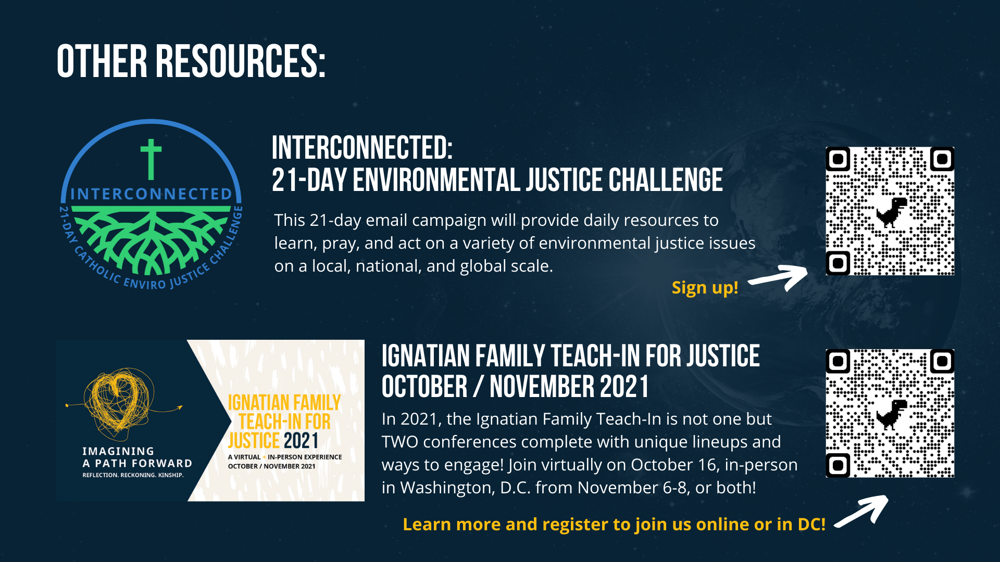 OTHER RESOURCES:
INTERCONNECTED
21-DAY CATHOLIC ENVIRO JUSTICE CHALLENGE
INTERCONNECTED:
21-DAY ENVIRONMENTAL JUSTICE CHALLENGE
This 21-day email campaign will provide daily resources to
learn, pray, and act on a variety of environmental justice issues
on a local, national, and global scale.
Sign up!
IMAGINING
A PATH FORWARD
REFLECTION. RECKONING. KINSHIP.
IGNATIAN FAMILY
TEACH-IN FOR
JUSTICE 2021
A VIRTUAL + IN-PERSON EXPERIENCE
OCTOBER / NOVEMBER 2021
IGNATIAN FAMILY TEACH-IN FOR JUSTICE
OCTOBER / NOVEMBER 2021
In 2021, the Ignatian Family Teach-In is not one but
TWO conferences complete with unique lineups and
ways to engage! Join virtually on October 16, in-person
in Washington, D.C. from November 6-8, or both!
Learn more and register to join us online or in DC!